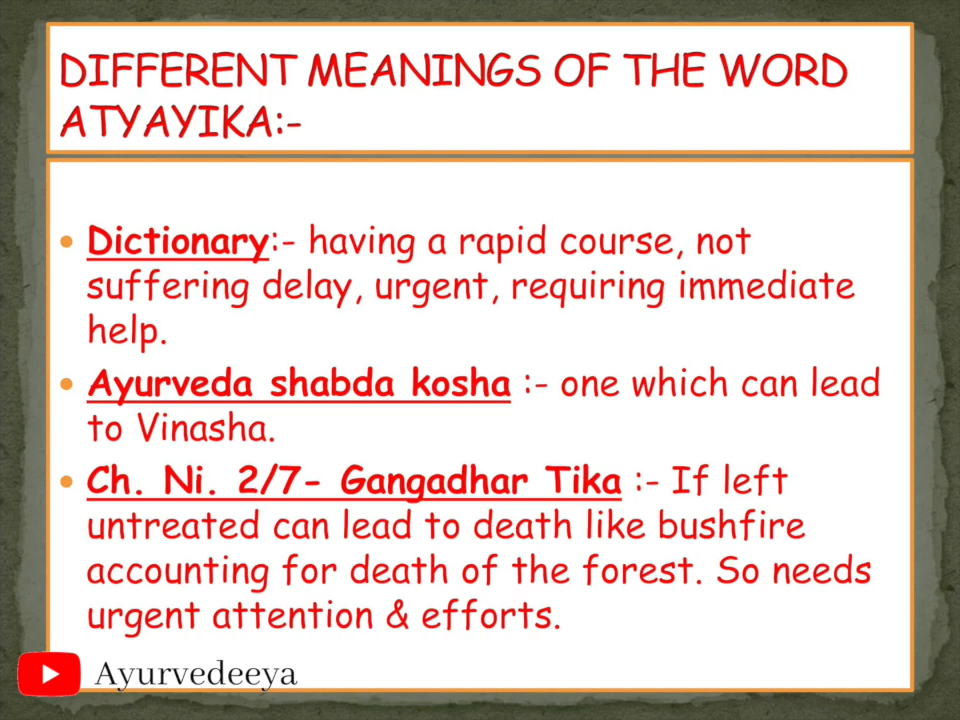 DIFFERENT MEANINGS OF THE WORD
ATYAYIKA:-
• Dictionary:- having a rapid course, not
suffering delay, urgent, requiring immediate
help.
• Ayurveda shabda kosha :- one which can lead
to Vinasha.
• Ch. Ni. 2/7- Gangadhar Tika :- If left
untreated can lead to death like bushfire
accounting for death of the forest. So needs
urgent attention & efforts.
Ayurvedeeya